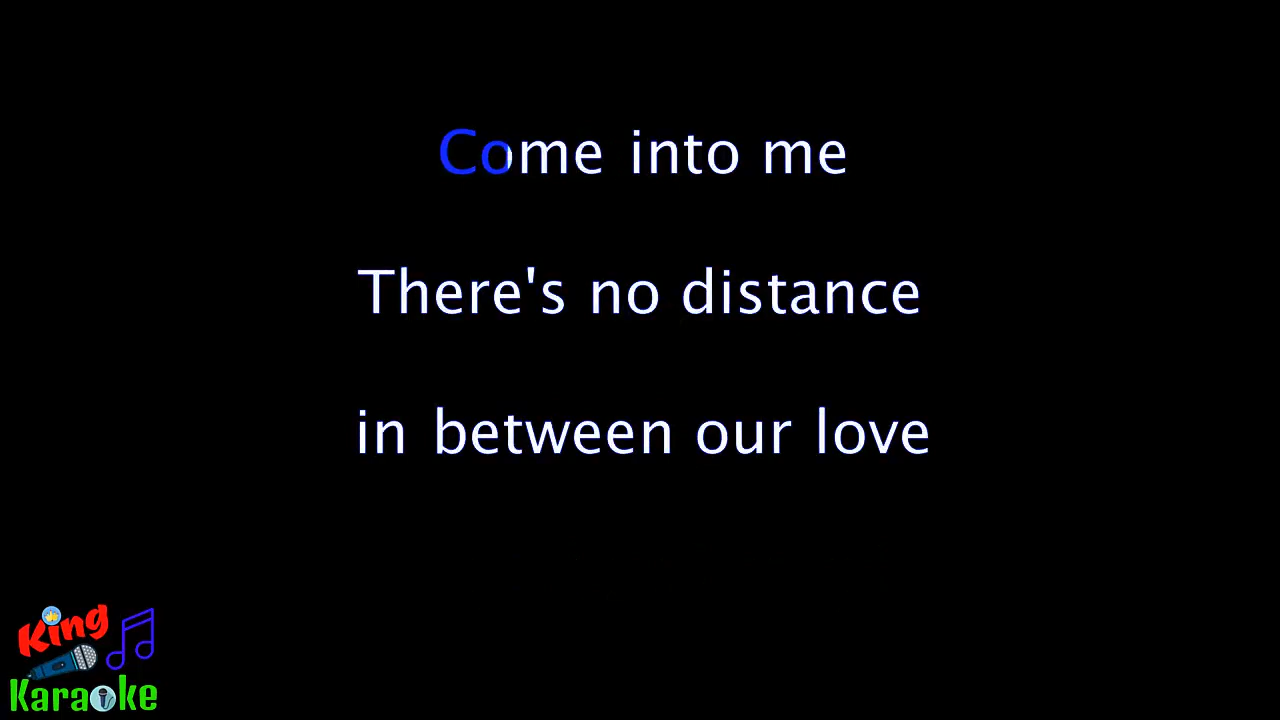 Come into me
There's no distance
in between our love
King
Karaoke